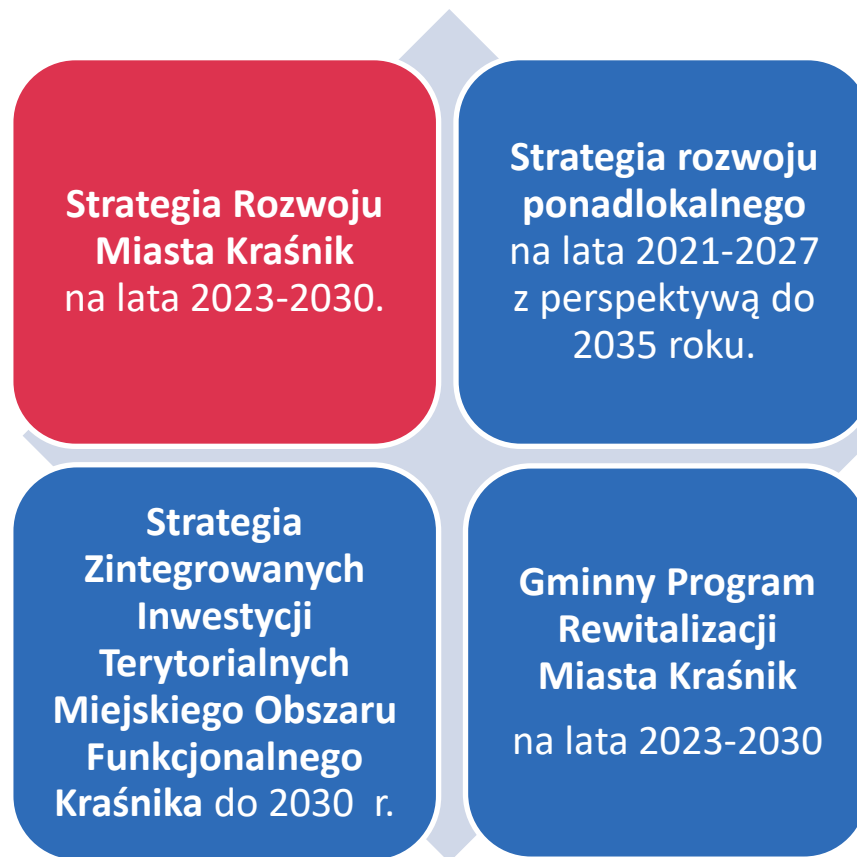 Strategia Rozwoju
Miasta Kraśnik
na lata 2023-2030.
Strategia rozwoju
ponadlokalnego
na lata 2021-2027
z perspektywą do
2035 roku.
Strategia
Zintegrowanych
Inwestycji
Terytorialnych
Miejskiego Obszaru
Funkcjonalnego
Kraśnika do 2030 r.
Gminny Program
Rewitalizacji
Miasta Kraśnik
na lata 2023-2030